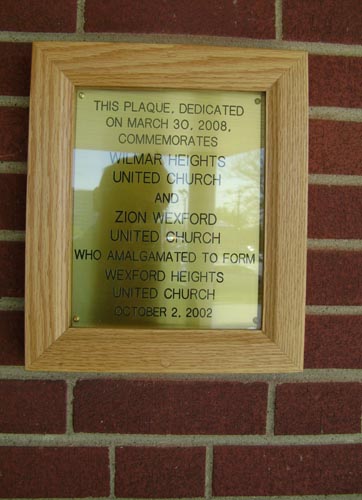 THIS PLAQUE, DEDICATED
ON MARCH 30, 2008,
COMMEMORATES
WILMAR HEIGHTS
UNITED CHURCH
AND
ZION WEXFORD
UNITED CHURCH
WHO AMALGAMATED TO FORM
WEXFORD HEIGHTS
UNITED CHURCH
OCTOBER 2, 2002